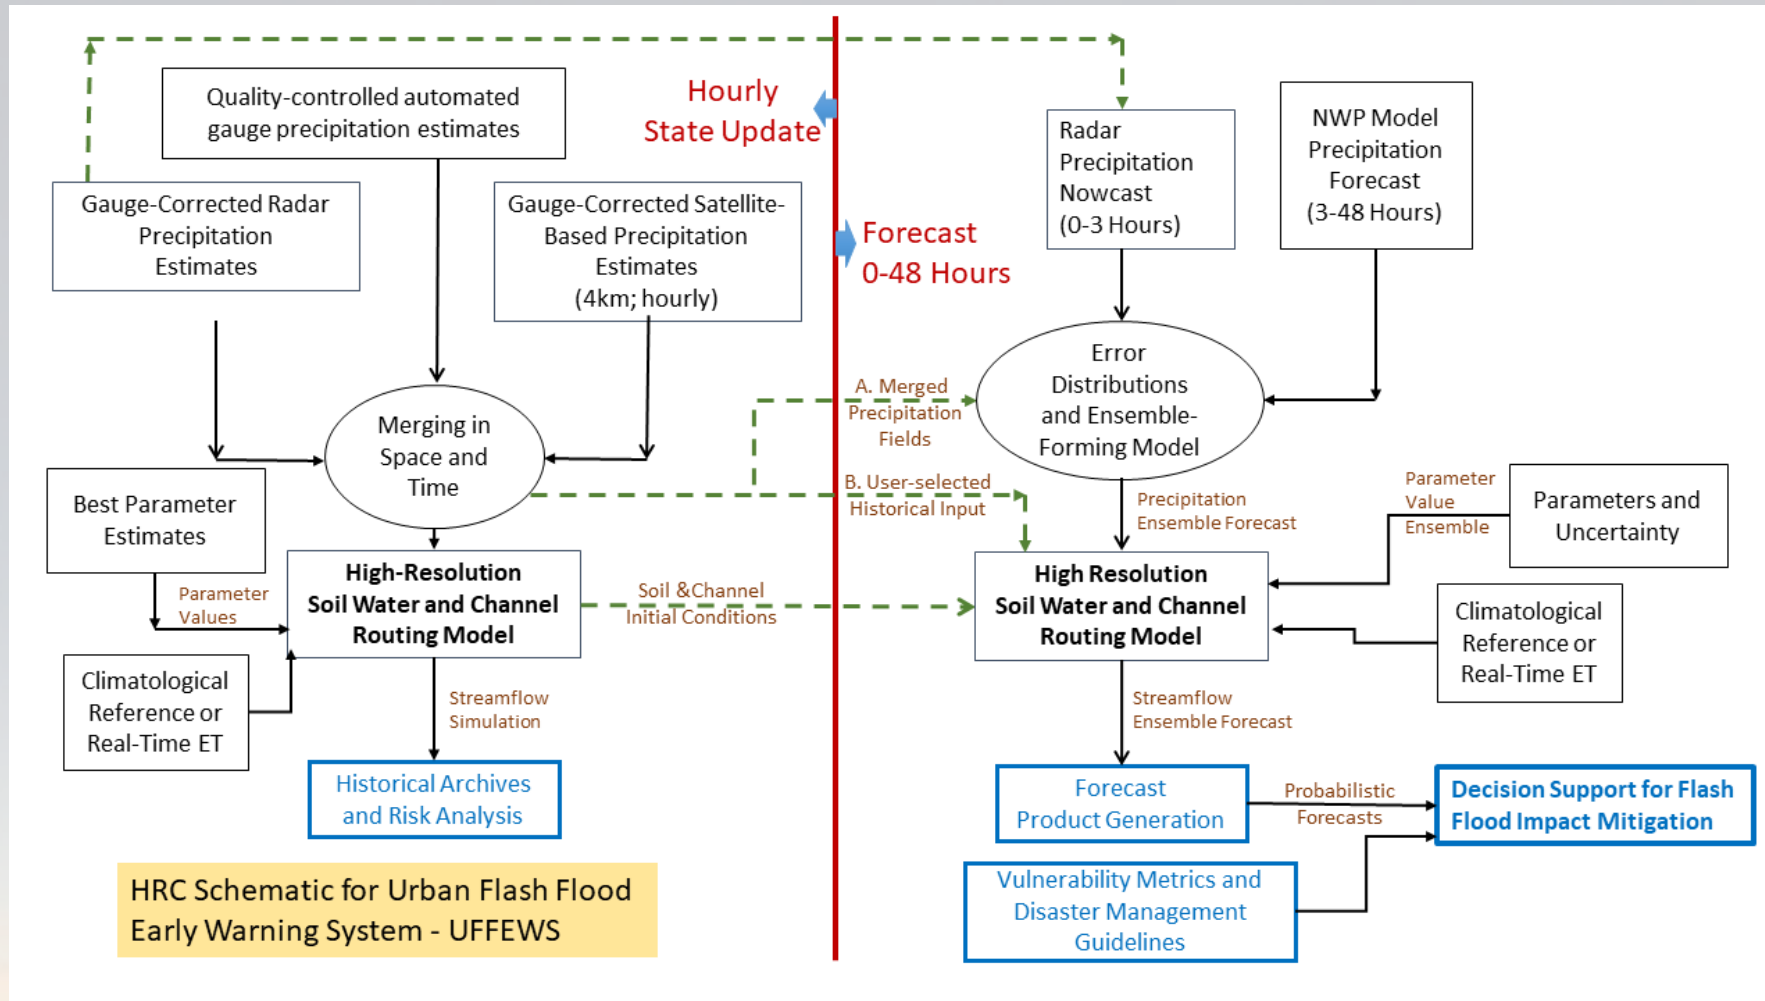 Quality-controlled automated
gauge precipitation estimates
Gauge-Corrected Radar
Precipitation
Estimates
Gauge-Corrected Satellite-
Based Precipitation
Estimates
(4km; hourly)
Merging in
Space and
Time
Best Parameter
Estimates
Parameter
Values
High-Resolution
Soil Water and Channel
Routing Model
Climatological
Reference or
Real-Time ET
Streamflow
Simulation
Historical Archives
and Risk Analysis
HRC Schematic for Urban Flash Flood
Early Warning System - UFFEWS
Hourly
State Update
Forecast
0-48 Hours
Radar
Precipitation
Nowcast
(0-3 Hours)
NWP Model
Precipitation
Forecast
(3-48 Hours)
Error
Distributions
and Ensemble-
Forming Model
A. Merged
Precipitation
Fields
B. User-selected
Historical Input
Soil &Channel
Initial Conditions
Precipitation
Ensemble Forecast
Parameter
Value
Ensemble
Parameters and
Uncertainty
High Resolution
Soil Water and Channel
Routing Model
Climatological
Reference or
Real-Time ET
Streamflow
Ensemble Forecast
Forecast
Product Generation
Probabilistic
Forecasts
Decision Support for Flash
Flood Impact Mitigation
Vulnerability Metrics and
Disaster Management
Guidelines